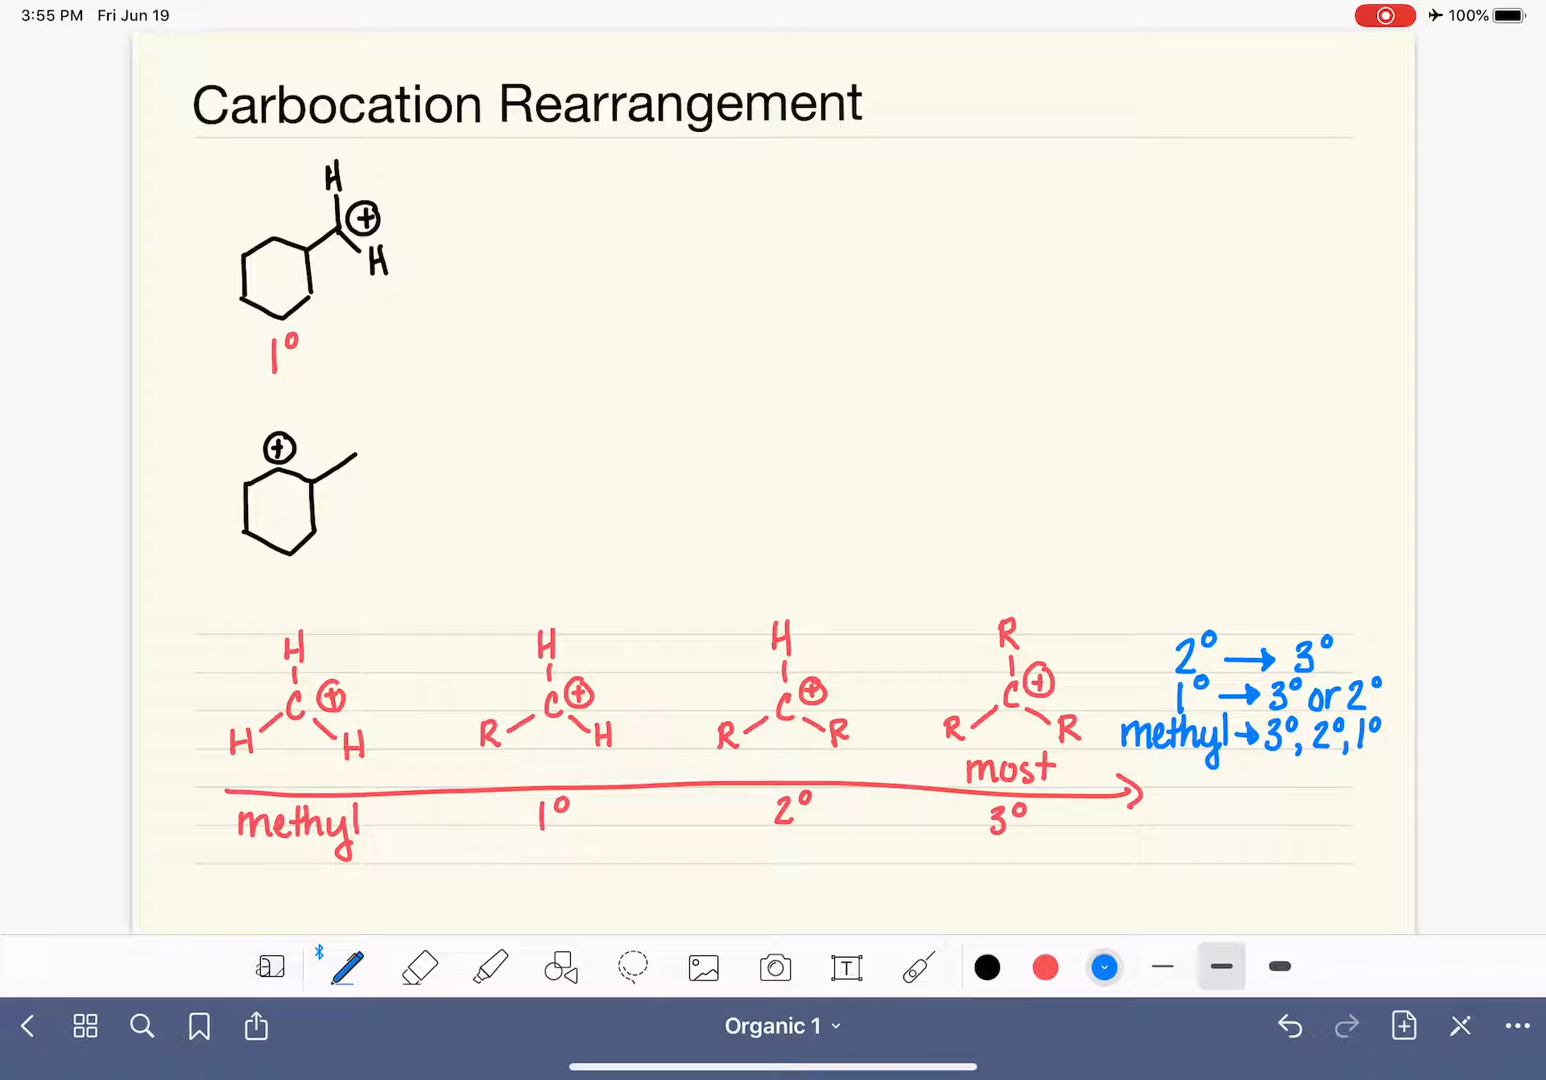 3:55 PM Fri Jun 19
100%
Carbocation Rearrangement
H
+
H
1°
+
H
C +
H H
H
C +
R H
H
C +
R R
R
C +
R R
most
methyl 1° 2° 3°
2° → 3°
1° → 3° or 2°
methyl → 3°, 2°, 1°
T
Organic 1